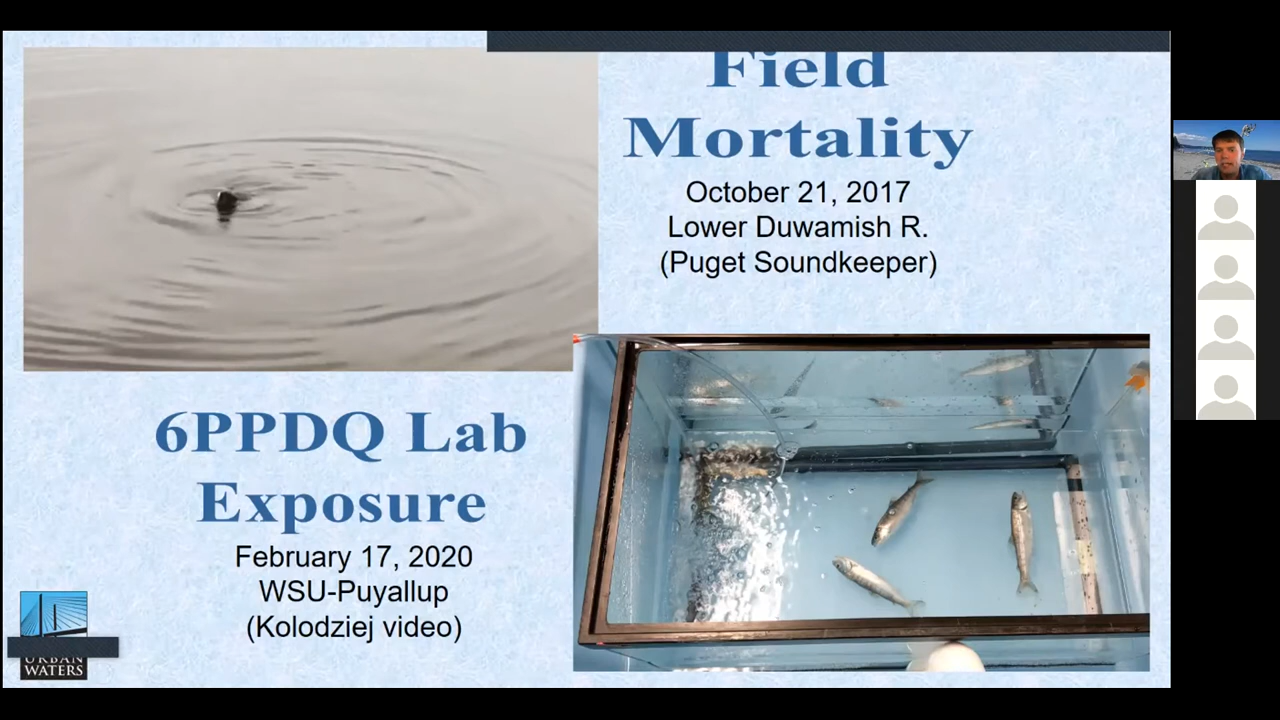 Field
Mortality
October 21, 2017
Lower Duwamish R.
(Puget Soundkeeper)
6PPDQ Lab
Exposure
February 17, 2020
WSU-Puyallup
(Kolodziej video)
URBAN
WATERS